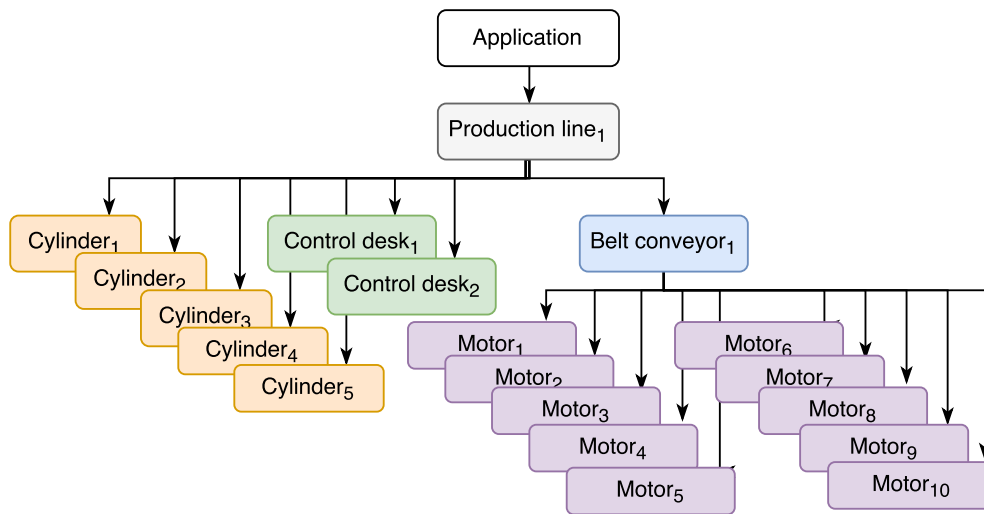 Application
Production line₁
Cylinder₁
Control desk₁
Belt conveyor₁
Cylinder₂
Control desk₂
Cylinder₃
Cylinder₄
Cylinder₅
Motor₁
Motor₆
Motor₂
Motor₇
Motor₃
Motor₈
Motor₄
Motor₉
Motor₅
Motor₁₀